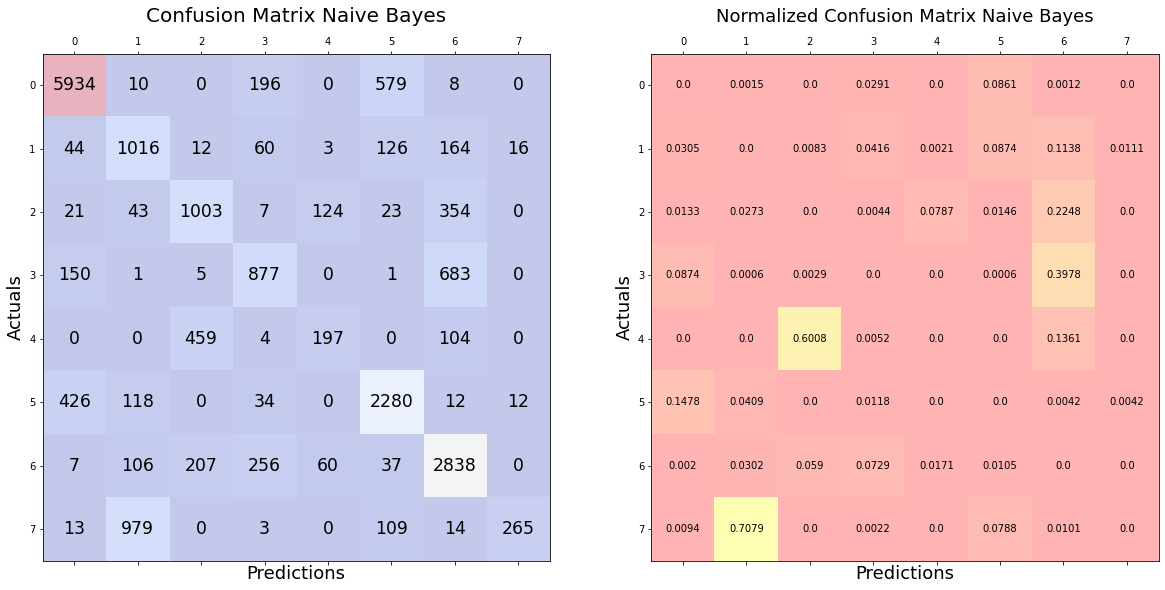 Confusion Matrix Naive Bayes
0 1 2 3 4 5 6 7
0 5934 10 0 196 0 579 8 0
1 44 1016 12 60 3 126 164 16
2 21 43 1003 7 124 23 354 0
3 150 1 5 877 0 1 683 0
4 0 0 459 4 197 0 104 0
5 426 118 0 34 0 2280 12 12
6 7 106 207 256 60 37 2838 0
7 13 979 0 3 0 109 14 265
Actuals
Predictions
Normalized Confusion Matrix Naive Bayes
0 1 2 3 4 5 6 7
0 0.0 0.0015 0.0 0.0291 0.0 0.0861 0.0012 0.0
1 0.0305 0.0 0.0083 0.0416 0.0021 0.0874 0.1138 0.0111
2 0.0133 0.0273 0.0 0.0044 0.0787 0.0146 0.2248 0.0
3 0.0874 0.0006 0.0029 0.0 0.0 0.0006 0.3978 0.0
4 0.0 0.0 0.6008 0.0052 0.0 0.0 0.1361 0.0
5 0.1478 0.0409 0.0 0.0118 0.0 0.0 0.0042 0.0042
6 0.002 0.0302 0.059 0.0729 0.0171 0.0105 0.0 0.0
7 0.0094 0.7079 0.0 0.0022 0.0 0.0788 0.0101 0.0
Actuals
Predictions